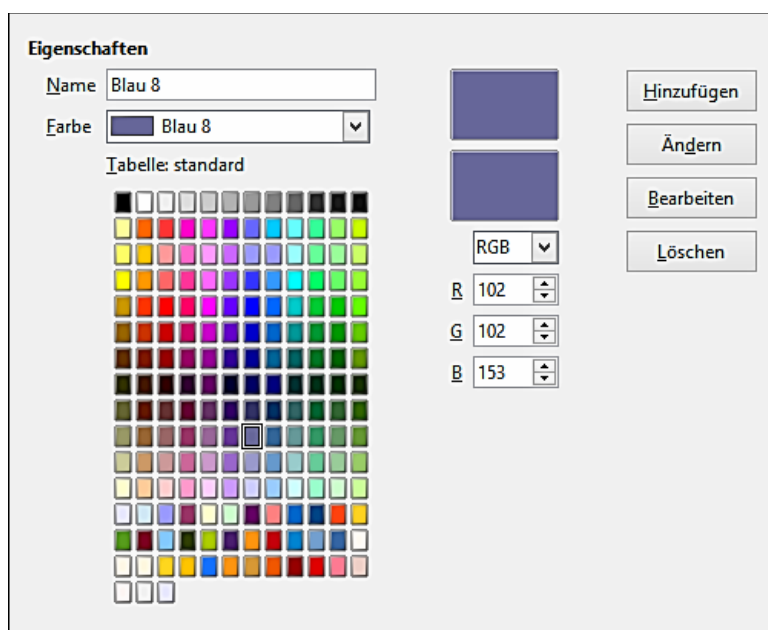 Eigenschaften
Name Blau 8
Farbe Blau 8
Tabelle: standard
RGB
R 102
G 102
B 153
Hinzufügen
Ändern
Bearbeiten
Löschen